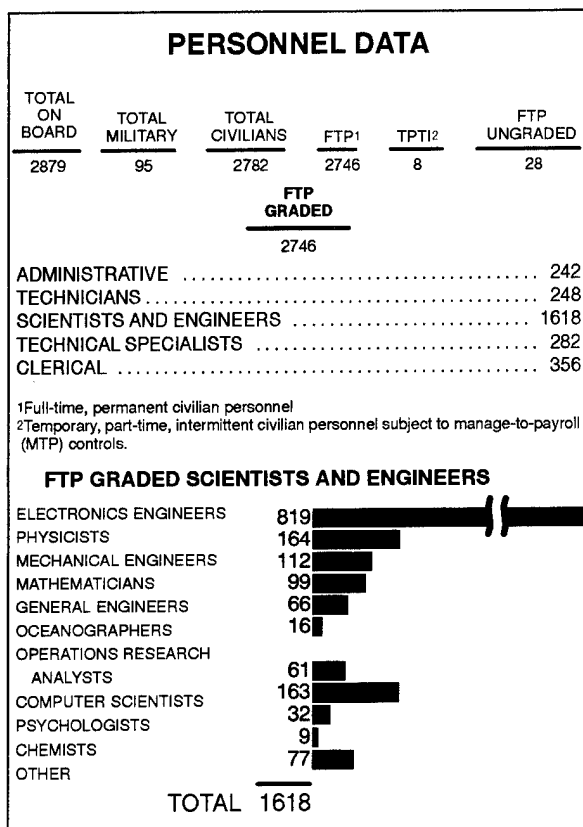 PERSONNEL DATA
TOTAL ON BOARD TOTAL MILITARY TOTAL CIVILIANS FTP¹ TPTI² FTP UNGRADED
2879 95 2782 2746 8 28
FTP
GRADED
2746
ADMINISTRATIVE ........................................ 242
TECHNICIANS ........................................ 248
SCIENTISTS AND ENGINEERS ........................ 1618
TECHNICAL SPECIALISTS ............................ 282
CLERICAL ........................................ 356
¹Full-time, permanent civilian personnel
²Temporary, part-time, intermittent civilian personnel subject to manage-to-payroll
(MTP) controls.
FTP GRADED SCIENTISTS AND ENGINEERS
ELECTRONICS ENGINEERS 819
PHYSICISTS 164
MECHANICAL ENGINEERS 112
MATHEMATICIANS 99
GENERAL ENGINEERS 66
OCEANOGRAPHERS 16
OPERATIONS RESEARCH
ANALYSTS 61
COMPUTER SCIENTISTS 163
PSYCHOLOGISTS 32
CHEMISTS 9
OTHER 77
TOTAL 1618